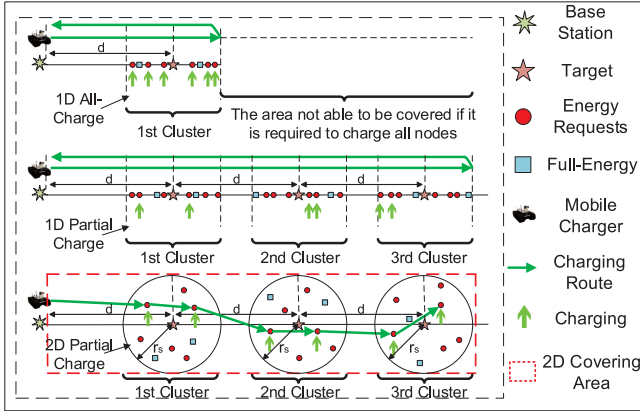 d
1D All-
Charge
1st Cluster
The area not able to be covered if it
is required to charge all nodes
d
d
d
1D Partial
Charge
1st Cluster
2nd Cluster
3rd Cluster
d
d
d
2D Partial
Charge
rs
rs
rs
1st Cluster
2nd Cluster
3rd Cluster
Base
Station
Target
Energy
Requests
Full-Energy
Mobile
Charger
Charging
Route
Charging
2D Covering
Area